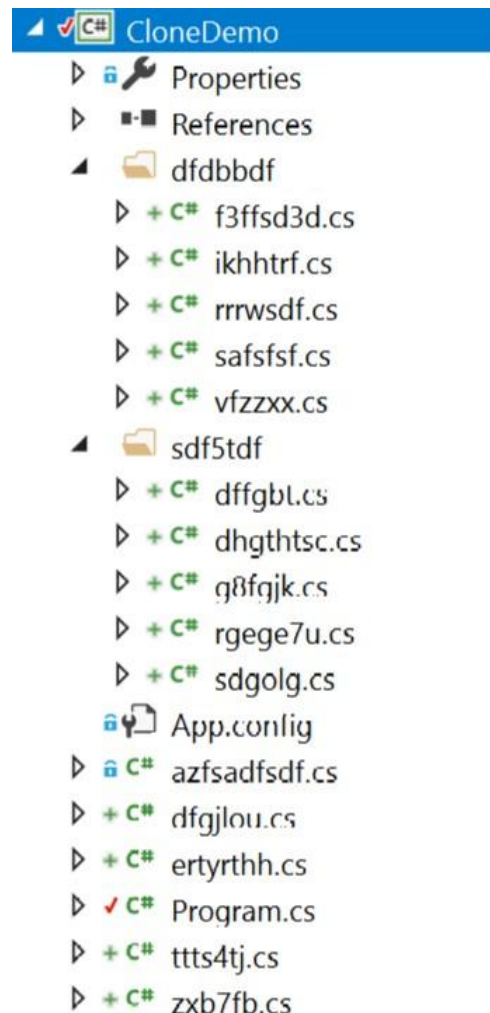 C# CloneDemo
Properties
References
dfdbbdf
+ C# f3ffsd3d.cs
+ C# ikhhtrf.cs
+ C# rrrwsdf.cs
+ C# safsfsf.cs
+ C# vfzzxx.cs
sdf5tdf
+ C# dffgbt.cs
+ C# dhgthtsc.cs
+ C# g8fgjk.cs
+ C# rgege7u.cs
+ C# sdgolg.cs
App.config
C# azfsadfsdf.cs
+ C# dfgjlou.cs
+ C# ertyrthh.cs
C# Program.cs
+ C# ttts4tj.cs
+ C# zxb7fb.cs